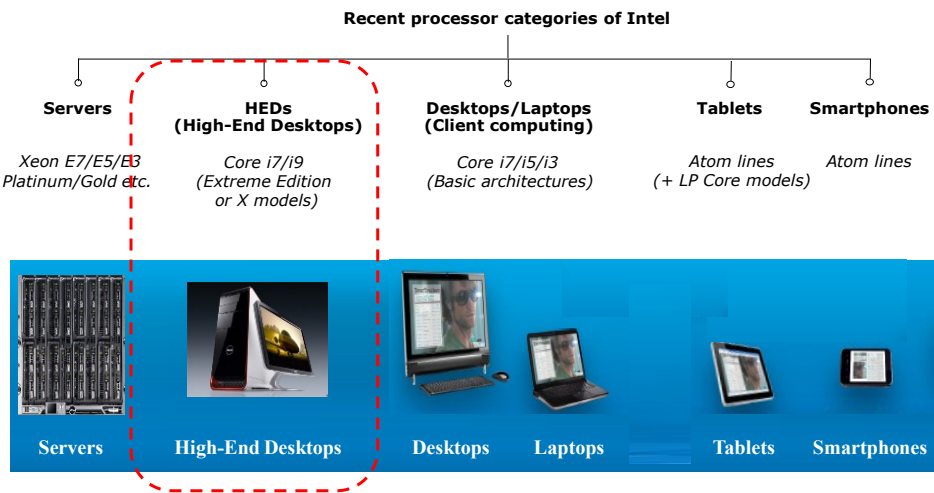 Recent processor categories of Intel
Servers
HEDs
(High-End Desktops)
Desktops/Laptops
(Client computing)
Tablets
Smartphones
Xeon E7/E5/E3
Platinum/Gold etc.
Core i7/i9
(Extreme Edition
or X models)
Core i7/i5/i3
(Basic architectures)
Atom lines
(+ LP Core models)
Atom lines
Servers
High-End Desktops
Desktops
Laptops
Tablets
Smartphones